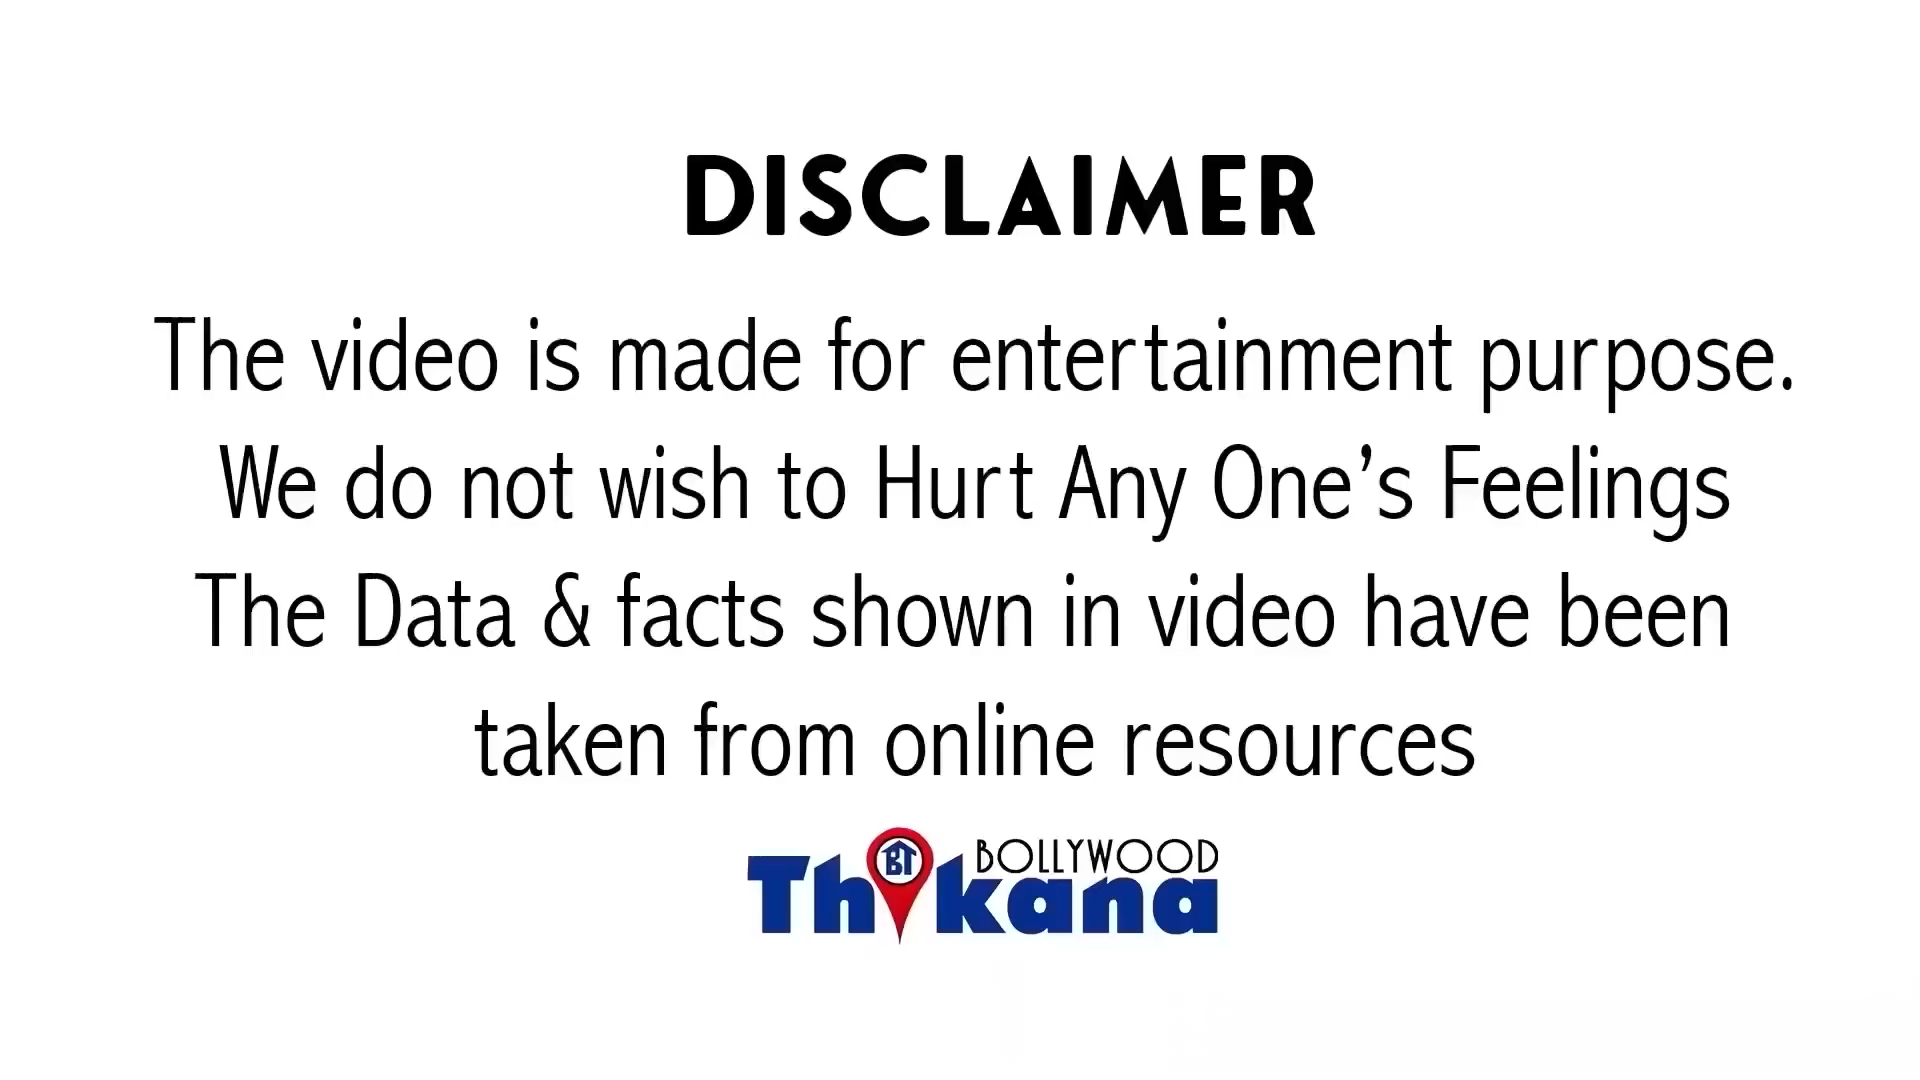 DISCLAIMER
The video is made for entertainment purpose.
We do not wish to Hurt Any One’s Feelings
The Data & facts shown in video have been
taken from online resources
BOLLYWOOD
BT
Thikana